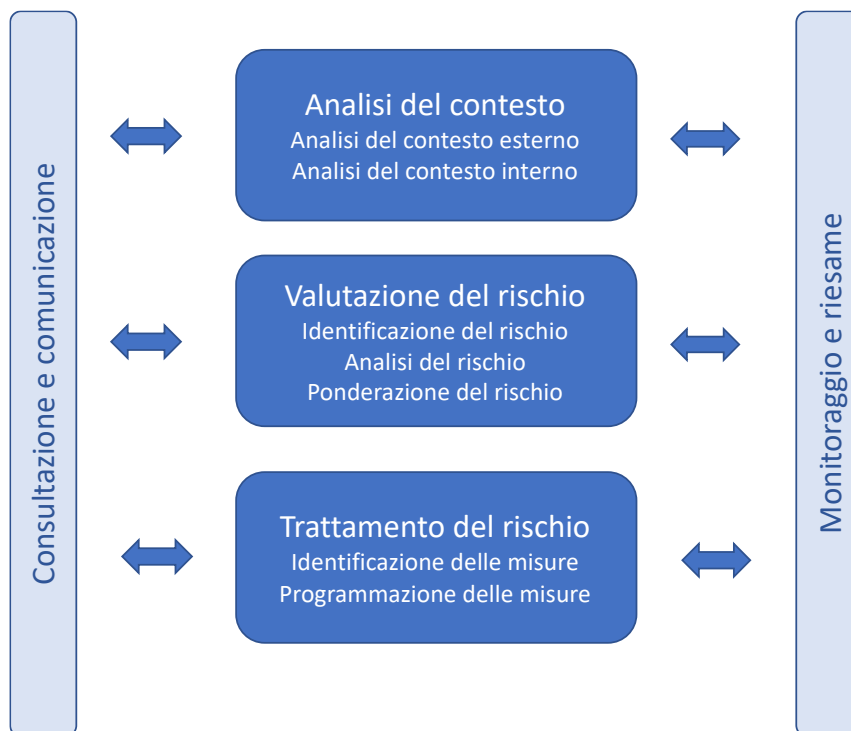 Consultazione e comunicazione
Analisi del contesto
Analisi del contesto esterno
Analisi del contesto interno
Valutazione del rischio
Identificazione del rischio
Analisi del rischio
Ponderazione del rischio
Trattamento del rischio
Identificazione delle misure
Programmazione delle misure
Monitoraggio e riesame